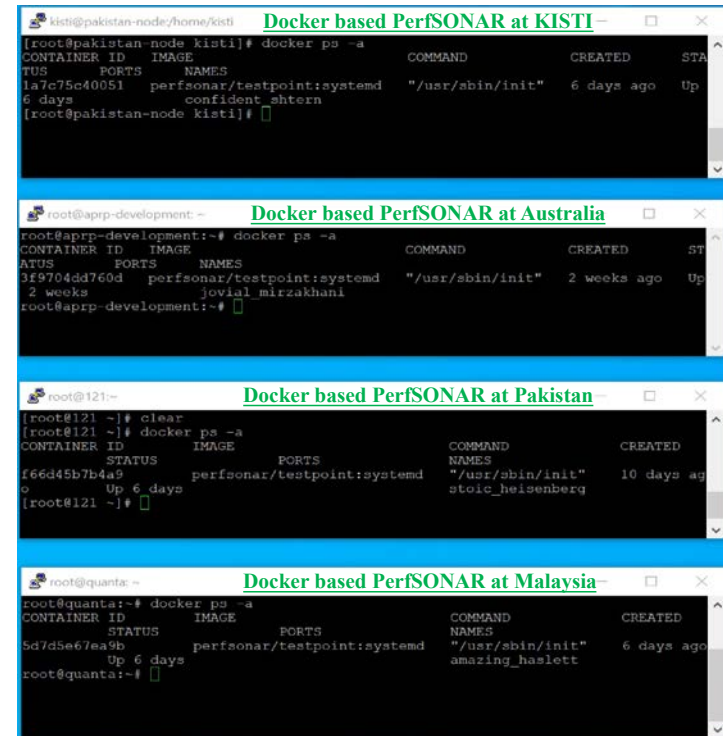 kisti@pakistan-node:/home/kisti Docker based PerfSONAR at KISTI
[root@pakistan-node kisti]# docker ps -a
CONTAINER ID IMAGE COMMAND CREATED STA
TUS PORTS NAMES
1a7c75c40051 perfsonar/testpoint:systemd "/usr/sbin/init" 6 days ago Up
6 days confident_shtern
[root@pakistan-node kisti]#
root@aprp-development: ~ Docker based PerfSONAR at Australia
root@aprp-development:~# docker ps -a
CONTAINER ID IMAGE COMMAND CREATED ST
ATUS PORTS NAMES
3f9704dd760d perfsonar/testpoint:systemd "/usr/sbin/init" 2 weeks ago Up
2 weeks jovial_mirzakhani
root@aprp-development:~#
root@121:~ Docker based PerfSONAR at Pakistan
[root@121 ~]# clear
[root@121 ~]# docker ps -a
CONTAINER ID IMAGE COMMAND CREATED
STATUS PORTS NAMES
f66d45b7b4a9 perfsonar/testpoint:systemd "/usr/sbin/init" 10 days ag
o Up 6 days stoic_heisenberg
[root@121 ~]#
root@quanta: ~ Docker based PerfSONAR at Malaysia
root@quanta:~# docker ps -a
CONTAINER ID IMAGE COMMAND CREATED
STATUS PORTS NAMES
5d7d5e67ea9b perfsonar/testpoint:systemd "/usr/sbin/init" 6 days ago
Up 6 days amazing_haslett
root@quanta:~#